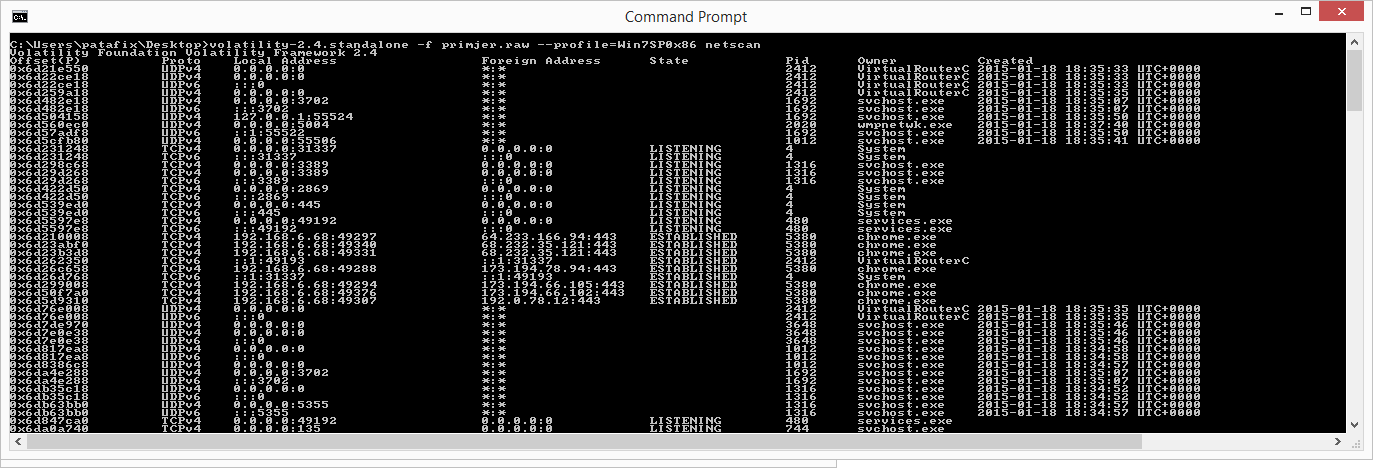 Command Prompt
C:\Users\patafix\Desktop>volatility-2.4.standalone -f primjer.raw --profile=Win7SP0x86 netscan
Volatility Foundation Volatility Framework 2.4
Offset(P) Proto Local Address Foreign Address State Pid Owner Created
0x6d21e550 UDPv4 0.0.0.0:0 *:* 2412 VirtualRouterC 2015-01-18 18:35:33 UTC+0000
0x6d22ce18 UDPv4 0.0.0.0:0 *:* 2412 VirtualRouterC 2015-01-18 18:35:33 UTC+0000
0x6d22ce18 UDPv6 :::0 *:* 2412 VirtualRouterC 2015-01-18 18:35:33 UTC+0000
0x6d259a18 UDPv4 0.0.0.0:0 *:* 2412 VirtualRouterC 2015-01-18 18:35:35 UTC+0000
0x6d482e18 UDPv4 0.0.0.0:3702 *:* 1692 svchost.exe 2015-01-18 18:35:07 UTC+0000
0x6d482e18 UDPv6 :::3702 *:* 1692 svchost.exe 2015-01-18 18:35:07 UTC+0000
0x6d504158 UDPv4 127.0.0.1:55524 *:* 1692 svchost.exe 2015-01-18 18:35:50 UTC+0000
0x6d560ec0 UDPv4 0.0.0.0:5004 *:* 2020 wmpnetwk.exe 2015-01-18 18:37:40 UTC+0000
0x6d57adf8 UDPv6 ::1:55522 *:* 1692 svchost.exe 2015-01-18 18:35:50 UTC+0000
0x6d5cfb80 UDPv4 0.0.0.0:55506 *:* 1012 svchost.exe 2015-01-18 18:35:41 UTC+0000
0x6d231248 TCPv4 0.0.0.0:31337 0.0.0.0:0 LISTENING 4 System
0x6d231248 TCPv6 :::31337 :::0 LISTENING 4 System
0x6d298c68 TCPv4 0.0.0.0:3389 0.0.0.0:0 LISTENING 1316 svchost.exe
0x6d29d268 TCPv4 0.0.0.0:3389 0.0.0.0:0 LISTENING 1316 svchost.exe
0x6d29d268 TCPv6 :::3389 :::0 LISTENING 1316 svchost.exe
0x6d422d50 TCPv4 0.0.0.0:2869 0.0.0.0:0 LISTENING 4 System
0x6d422d50 TCPv6 :::2869 :::0 LISTENING 4 System
0x6d539ed0 TCPv4 0.0.0.0:445 0.0.0.0:0 LISTENING 4 System
0x6d539ed0 TCPv6 :::445 :::0 LISTENING 4 System
0x6d5597e8 TCPv4 0.0.0.0:49192 0.0.0.0:0 LISTENING 480 services.exe
0x6d5597e8 TCPv6 :::49192 :::0 LISTENING 480 services.exe
0x6d210008 TCPv4 192.168.6.68:49297 64.233.166.94:443 ESTABLISHED 5380 chrome.exe
0x6d23abf0 TCPv4 192.168.6.68:49340 68.232.35.121:443 ESTABLISHED 5380 chrome.exe
0x6d23b3d8 TCPv4 192.168.6.68:49331 68.232.35.121:443 ESTABLISHED 5380 chrome.exe
0x6d262350 TCPv6 ::1:49193 ::1:31337 ESTABLISHED 2412 VirtualRouterC
0x6d26c658 TCPv4 192.168.6.68:49288 173.194.78.94:443 ESTABLISHED 5380 chrome.exe
0x6d26d768 TCPv6 ::1:31337 ::1:49193 ESTABLISHED 4 System
0x6d299008 TCPv4 192.168.6.68:49294 173.194.66.105:443 ESTABLISHED 5380 chrome.exe
0x6d50f7a0 TCPv4 192.168.6.68:49376 173.194.66.102:443 ESTABLISHED 5380 chrome.exe
0x6d5d9310 TCPv4 192.168.6.68:49307 192.0.78.12:443 ESTABLISHED 5380 chrome.exe
0x6d76e008 UDPv4 0.0.0.0:0 *:* 2412 VirtualRouterC 2015-01-18 18:35:35 UTC+0000
0x6d76e008 UDPv6 :::0 *:* 2412 VirtualRouterC 2015-01-18 18:35:35 UTC+0000
0x6d7de970 UDPv4 0.0.0.0:0 *:* 3648 svchost.exe 2015-01-18 18:35:46 UTC+0000
0x6d7e0e38 UDPv4 0.0.0.0:0 *:* 3648 svchost.exe 2015-01-18 18:35:46 UTC+0000
0x6d7e0e38 UDPv6 :::0 *:* 3648 svchost.exe 2015-01-18 18:35:46 UTC+0000
0x6d817ea8 UDPv4 0.0.0.0:0 *:* 1012 svchost.exe 2015-01-18 18:34:58 UTC+0000
0x6d817ea8 UDPv6 :::0 *:* 1012 svchost.exe 2015-01-18 18:34:58 UTC+0000
0x6d8386c8 UDPv4 0.0.0.0:0 *:* 1316 svchost.exe 2015-01-18 18:34:57 UTC+0000
0x6da4e288 UDPv4 0.0.0.0:3702 *:* 1692 svchost.exe 2015-01-18 18:35:07 UTC+0000
0x6da4e288 UDPv6 :::3702 *:* 1692 svchost.exe 2015-01-18 18:35:07 UTC+0000
0x6db35c18 UDPv4 0.0.0.0:0 *:* 1316 svchost.exe 2015-01-18 18:34:52 UTC+0000
0x6db35c18 UDPv6 :::0 *:* 1316 svchost.exe 2015-01-18 18:34:52 UTC+0000
0x6db63bb0 UDPv4 0.0.0.0:5355 *:* 1316 svchost.exe 2015-01-18 18:34:57 UTC+0000
0x6db63bb0 UDPv6 :::5355 *:* 1316 svchost.exe 2015-01-18 18:34:57 UTC+0000
0x6d847ca0 TCPv4 0.0.0.0:49192 0.0.0.0:0 LISTENING 480 services.exe
0x6da0a740 TCPv4 0.0.0.0:135 0.0.0.0:0 LISTENING 744 svchost.exe